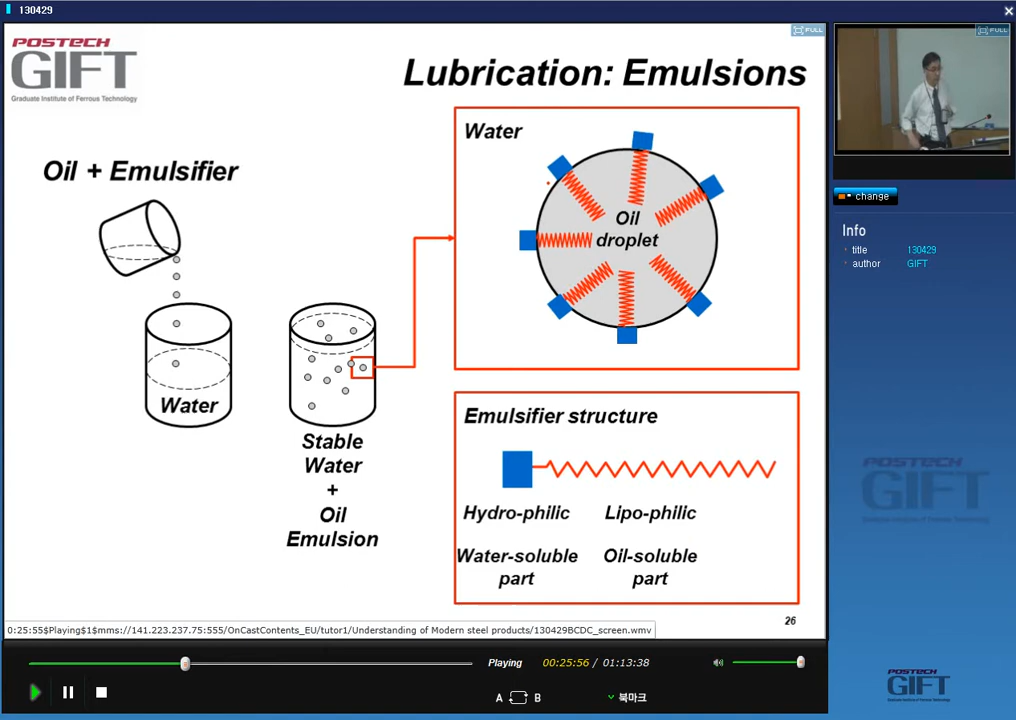 130429
POSTECH
GIFT
Graduate Institute of Ferrous Technology
Lubrication: Emulsions
FULL
Oil + Emulsifier
Water
Stable
Water
+
Oil
Emulsion
Water
Oil
droplet
Emulsifier structure
Hydro-philic Lipo-philic
Water-soluble Oil-soluble
part part
26
0:25:55$Playing$1$mms://141.223.237.75:555/OnCastContents_EU/tutor1/Understanding of Modern steel products/130429BCDC_screen.wmv
Playing 00:25:56 / 01:13:38
A B 북마크
FULL
change
Info
title 130429
author GIFT
POSTECH
GIFT
POSTECH
GIFT